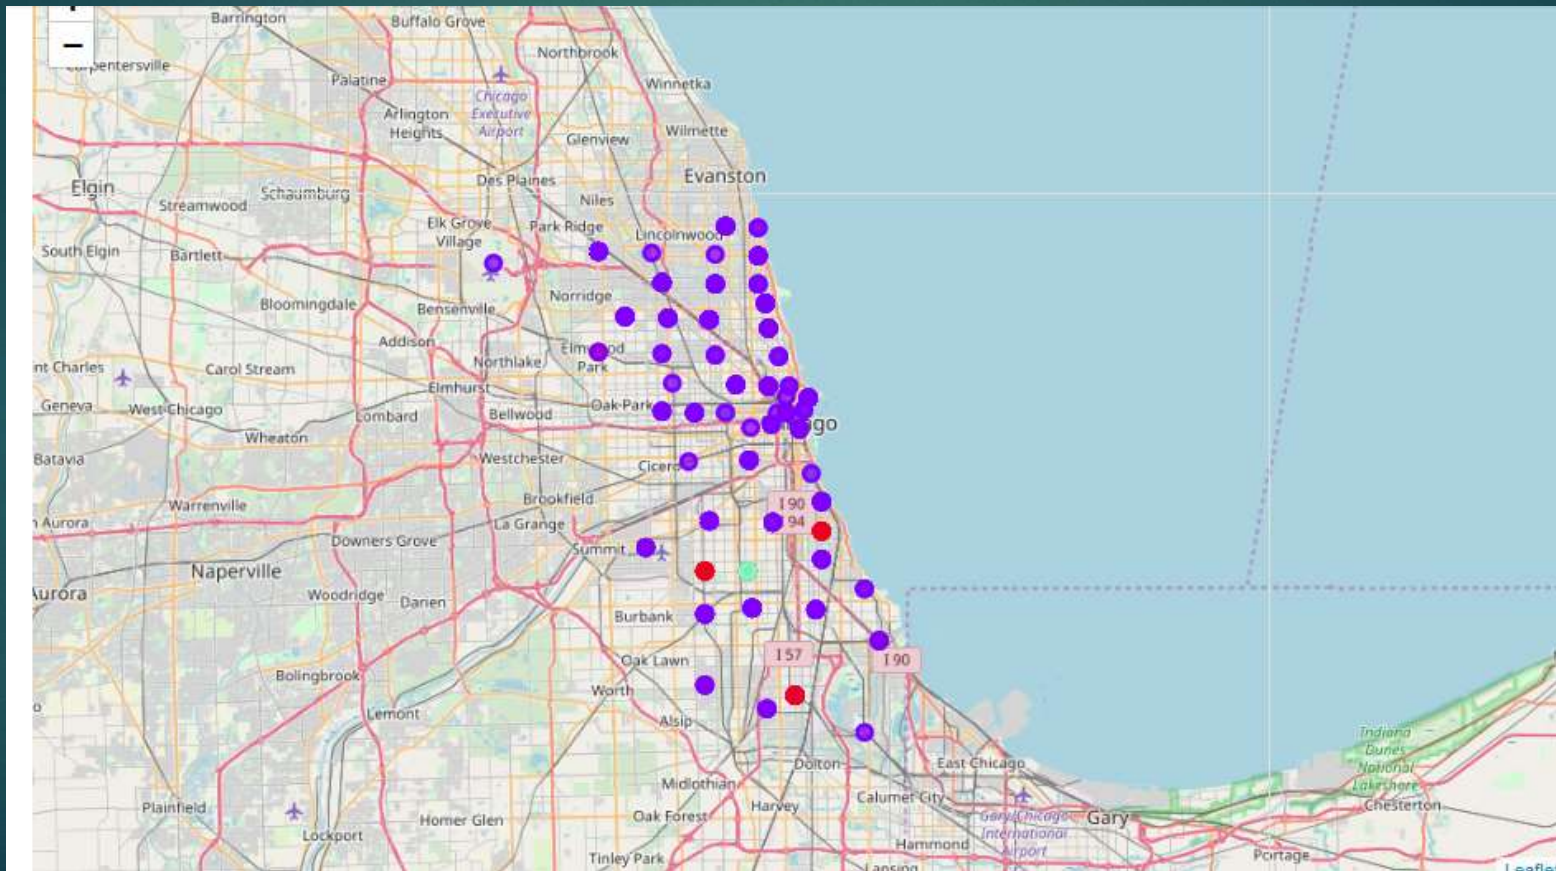 −
Barrington
Buffalo Grove
Northbrook
Palatine
Winnetka
Chicago
Executive
Airport
Arlington
Heights
Glenview
Wilmette
Evanston
Des Plaines
Elgin
Schaumburg
Streamwood
Niles
Elk Grove
Village
Park Ridge
Lincolnwood
South Elgin
Bartlett
Norridge
Bloomingdale
Bensenville
Addison
Northlake
Park
nt Charles
Carol Stream
Elmhurst
Geneva
West Chicago
Lombard
Bellwood
Oak Park
Wheaton
Batavia
Westchester
Cicero
Brookfield
Warrenville
n Aurora
La Grange
I 90
94
Downers Grove
Summit
Naperville
Aurora
Woodridge
Darien
Burbank
I 57
I 90
Oak Lawn
Bolingbrook
Worth
Lemont
Alsip
Dolton
East Chicago
Indiana
Dunes
National
Lakeshore
Midlothian
Calumet City
Plainfield
Harvey
Chesterton
Homer Glen
Oak Forest
Gary/Chicago
International
Airport
Gary
Lockport
Hammond
Tinley Park
Portage
Lansing